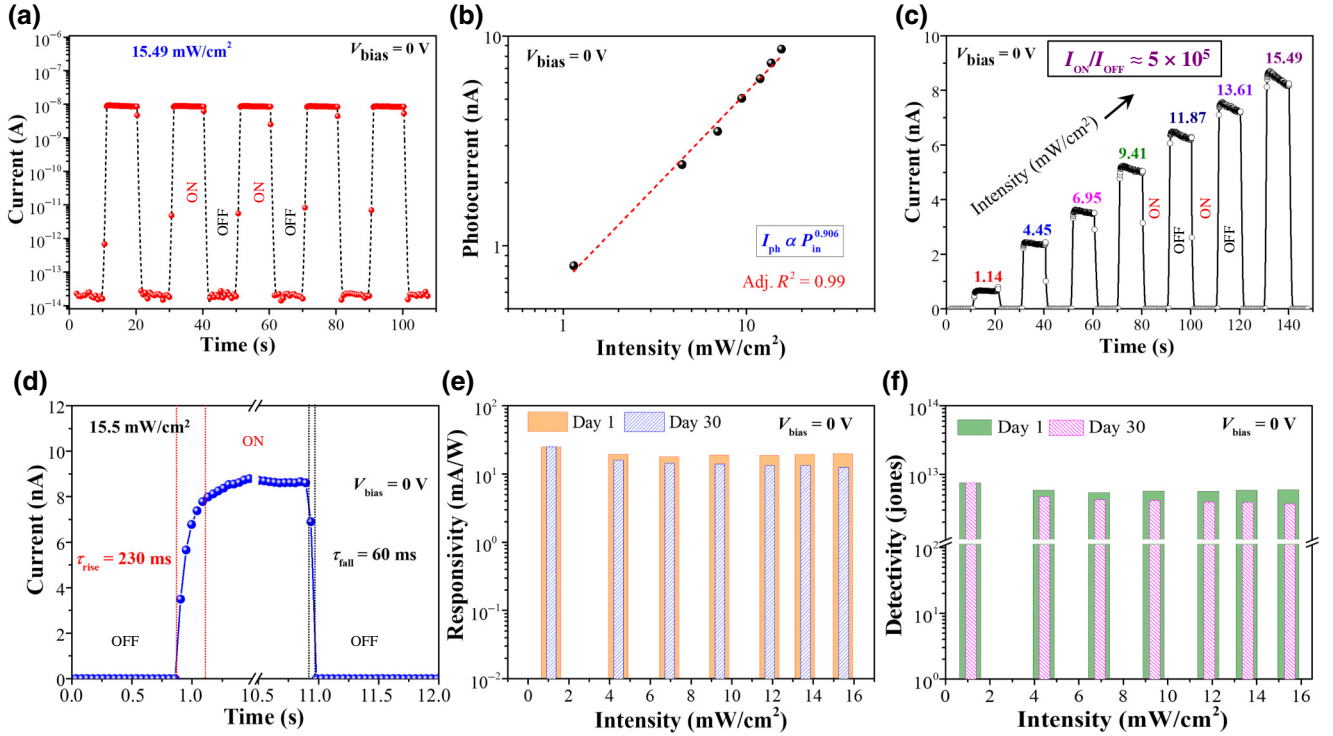 (a)
15.49 mW/cm²
V_bias = 0 V
10⁻⁶
10⁻⁷
10⁻⁸
10⁻⁹
10⁻¹⁰
10⁻¹¹
10⁻¹²
10⁻¹³
10⁻¹⁴
Current (A)
ON
OFF
ON
OFF
0 20 40 60 80 100
Time (s)
(b)
V_bias = 0 V
10
1
Photocurrent (nA)
I_ph α P_in^0.906
Adj. R² = 0.99
1 10
Intensity (mW/cm²)
(c)
V_bias = 0 V
I_ON/I_OFF ≈ 5 × 10⁵
Intensity (mW/cm²)
1.14
4.45
6.95
9.41
11.87
13.61
15.49
ON
OFF
ON
OFF
10
8
6
4
2
0
Current (nA)
0 20 40 60 80 100 120 140
Time (s)
(d)
15.5 mW/cm²
ON
V_bias = 0 V
τ_rise = 230 ms
τ_fall = 60 ms
OFF
OFF
12
10
8
6
4
2
0
Current (nA)
0.0 0.5 1.0 10.5 11.0 11.5 12.0
Time (s)
(e)
Day 1
Day 30
V_bias = 0 V
10²
10¹
10⁰
10⁻¹
10⁻²
Responsivity (mA/W)
0 2 4 6 8 10 12 14 16
Intensity (mW/cm²)
(f)
Day 1
Day 30
V_bias = 0 V
10¹⁴
10¹³
10²
10¹
10⁰
Detectivity (jones)
0 2 4 6 8 10 12 14 16
Intensity (mW/cm²)